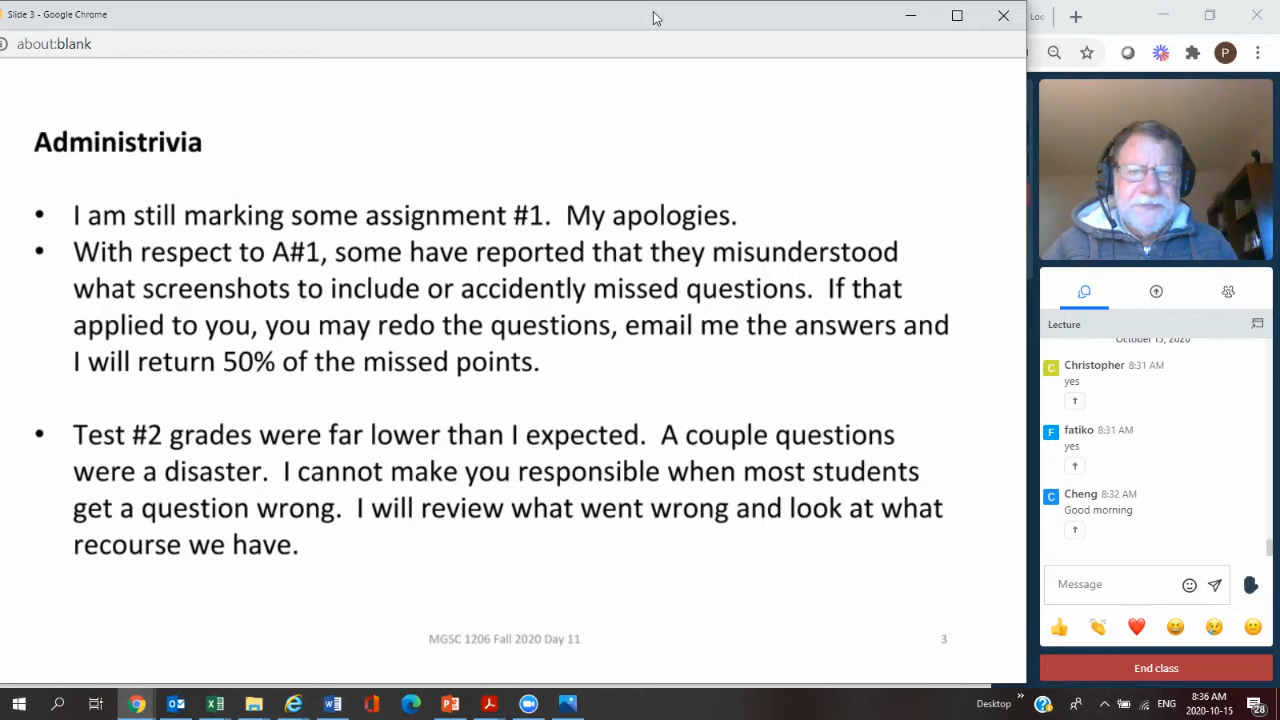 Slide 3 - Google Chrome
about:blank
Administrivia
• I am still marking some assignment #1. My apologies.
• With respect to A#1, some have reported that they misunderstood
what screenshots to include or accidently missed questions. If that
applied to you, you may redo the questions, email me the answers and
I will return 50% of the missed points.
• Test #2 grades were far lower than I expected. A couple questions
were a disaster. I cannot make you responsible when most students
get a question wrong. I will review what went wrong and look at what
recourse we have.
MGSC 1206 Fall 2020 Day 11
3
Loc
P
Lecture
October 15, 2020
C
Christopher 8:31 AM
yes
F
fatiko 8:31 AM
yes
C
Cheng 8:32 AM
Good morning
Message
End class
Desktop
ENG
8:36 AM
2020-10-15
28